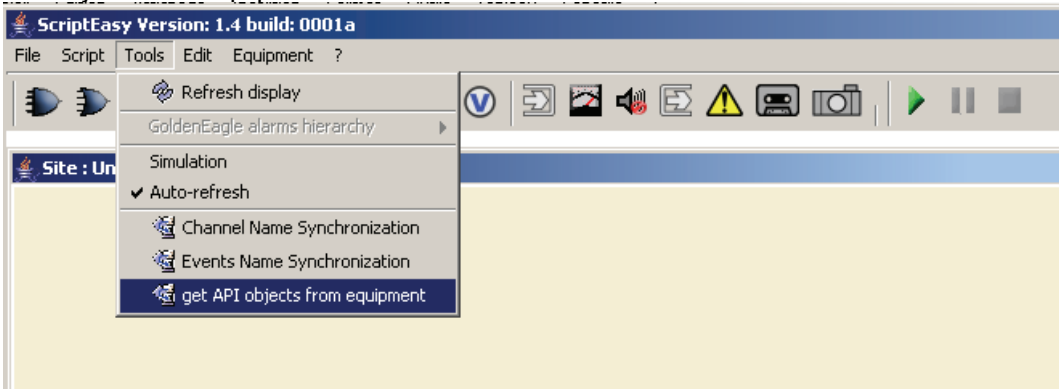 ScriptEasy Version: 1.4 build: 0001a
File Script Tools Edit Equipment ?
Refresh display
V
GoldenEagle alarms hierarchy
Simulation
Site : Un
Auto-refresh
Channel Name Synchronization
Events Name Synchronization
get API objects from equipment